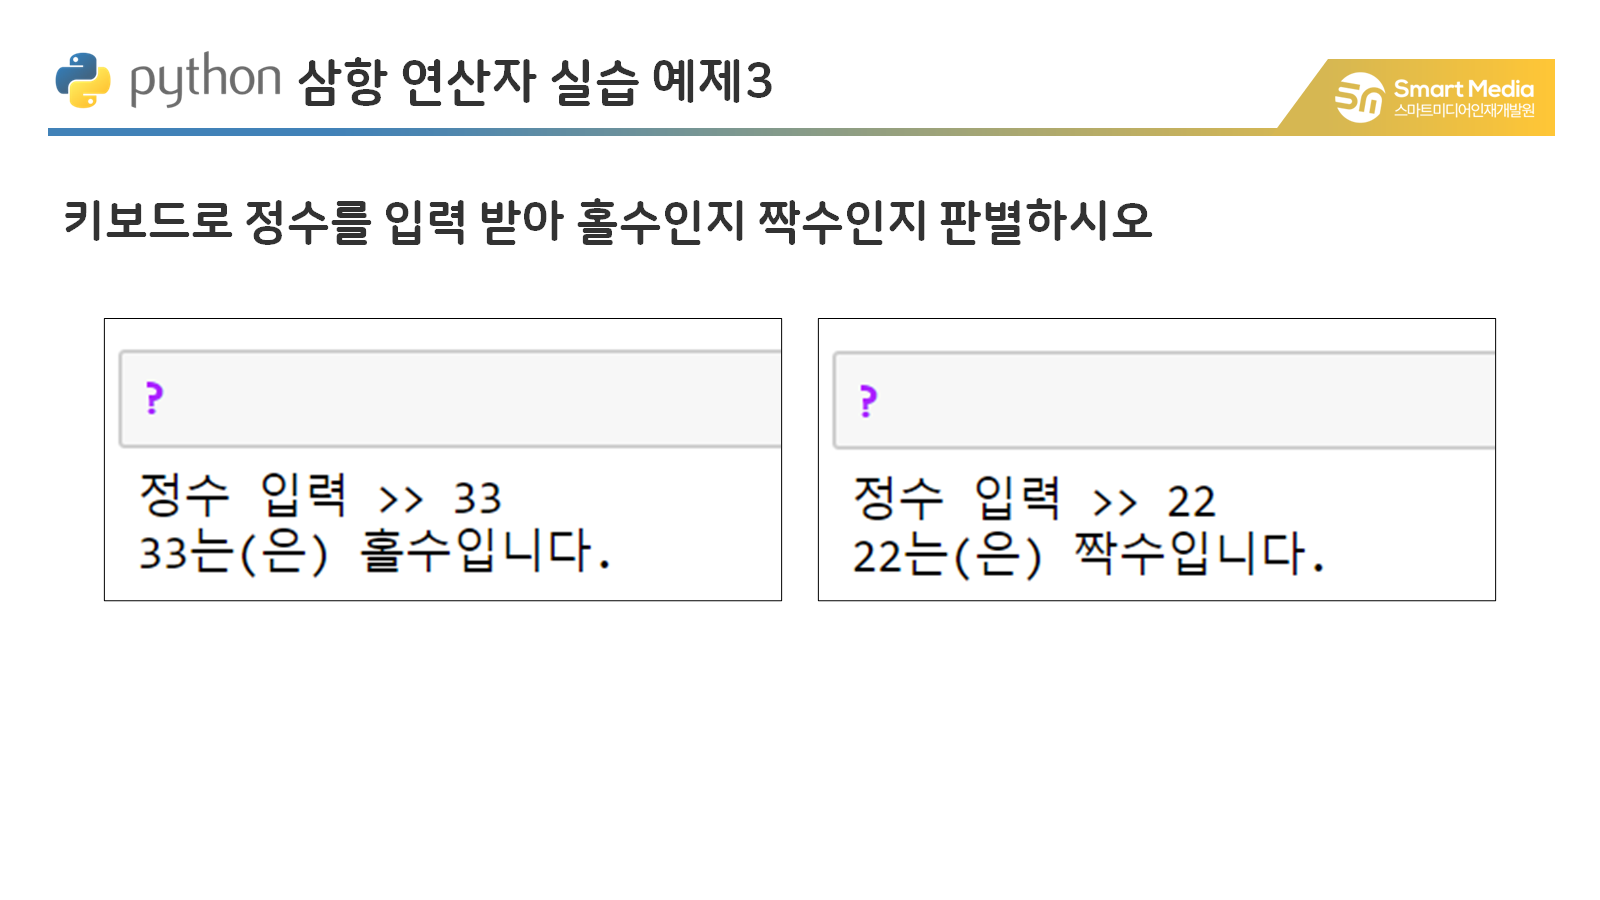 python 삼항 연산자 실습 예제3
Smart Media
스마트미디어인재개발원
키보드로 정수를 입력 받아 홀수인지 짝수인지 판별하시오
?
정수 입력 >> 33
33는(은) 홀수입니다.
?
정수 입력 >> 22
22는(은) 짝수입니다.